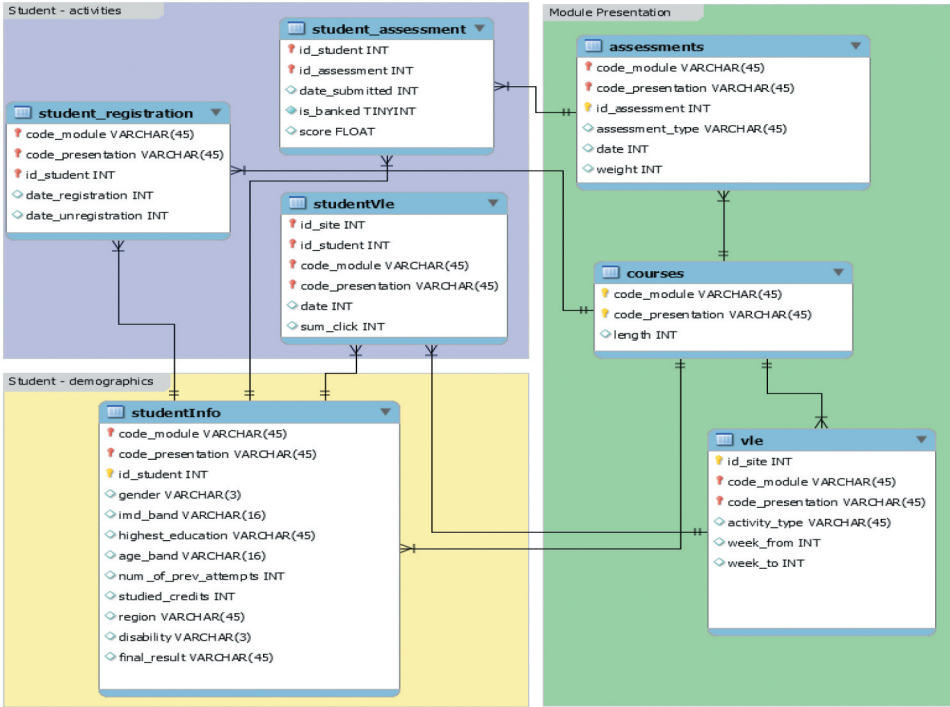 Student - activities
student_assessment
id_student INT
id_assessment INT
date_submitted INT
is_banked TINYINT
score FLOAT
student_registration
code_module VARCHAR(45)
code_presentation VARCHAR(45)
id_student INT
date_registration INT
date_unregistration INT
studentVle
id_site INT
id_student INT
code_module VARCHAR(45)
code_presentation VARCHAR(45)
date INT
sum_click INT
Student - demographics
studentInfo
code_module VARCHAR(45)
code_presentation VARCHAR(45)
id_student INT
gender VARCHAR(3)
imd_band VARCHAR(16)
highest_education VARCHAR(45)
age_band VARCHAR(16)
num_of_prev_attempts INT
studied_credits INT
region VARCHAR(45)
disability VARCHAR(3)
final_result VARCHAR(45)
Module Presentation
assessments
code_module VARCHAR(45)
code_presentation VARCHAR(45)
id_assessment INT
assessment_type VARCHAR(45)
date INT
weight INT
courses
code_module VARCHAR(45)
code_presentation VARCHAR(45)
length INT
vle
id_site INT
code_module VARCHAR(45)
code_presentation VARCHAR(45)
activity_type VARCHAR(45)
week_from INT
week_to INT